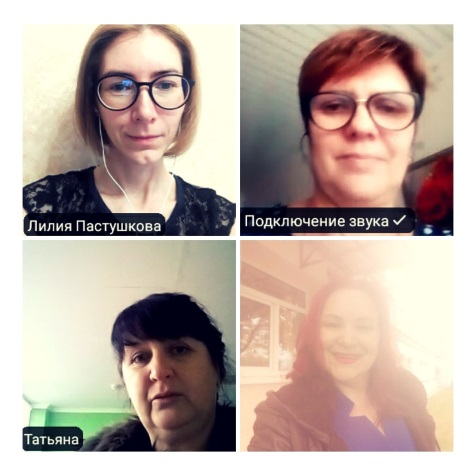 Лилия Пастушкова
Подключение звука ✓
Татьяна